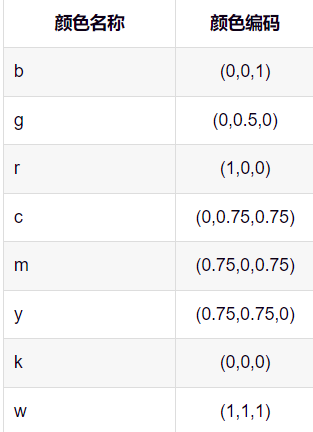 颜色名称 颜色编码
b (0,0,1)
g (0,0.5,0)
r (1,0,0)
c (0,0.75,0.75)
m (0.75,0,0.75)
y (0.75,0.75,0)
k (0,0,0)
w (1,1,1)